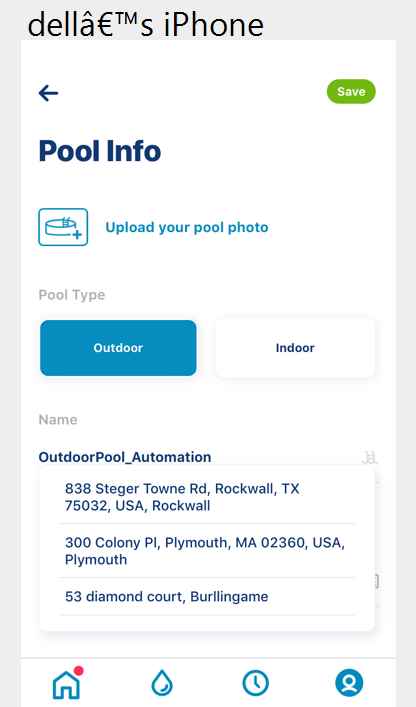 dellâ€™s iPhone
Save
Pool Info
Upload your pool photo
Pool Type
Outdoor
Indoor
Name
OutdoorPool_Automation
838 Steger Towne Rd, Rockwall, TX
75032, USA, Rockwall
300 Colony Pl, Plymouth, MA 02360, USA,
Plymouth
53 diamond court, Burllingame